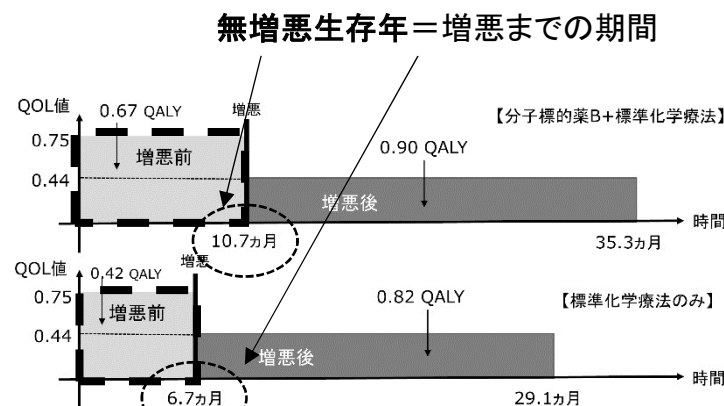 無増悪生存年＝増悪までの期間
QOL値
0.67 QALY
増悪
【分子標的薬B+標準化学療法】
0.75
増悪前
0.90 QALY
0.44
増悪後
時間
10.7ヵ月
35.3ヵ月
QOL値
0.42 QALY
増悪
0.75
増悪前
0.82 QALY
【標準化学療法のみ】
0.44
増悪後
時間
6.7ヵ月
29.1ヵ月